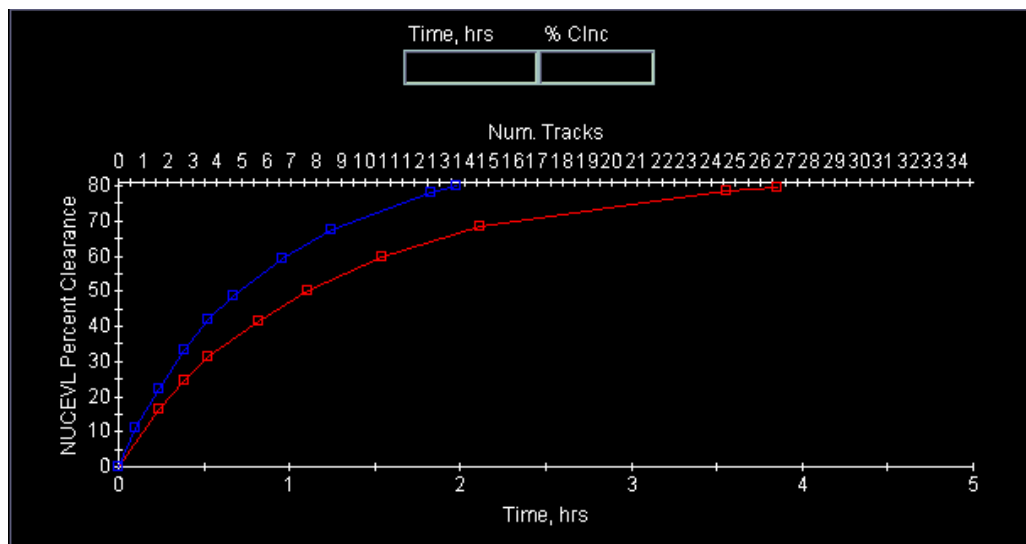 Time, hrs % Clnc
Num. Tracks
0 1 2 3 4 5 6 7 8 9 10 11 12 13 14 15 16 17 18 19 20 21 22 23 24 25 26 27 28 29 30 31 32 33 34
80
70
60
50
40
30
20
10
0
NUCEVL Percent Clearance
0 1 2 3 4 5
Time, hrs